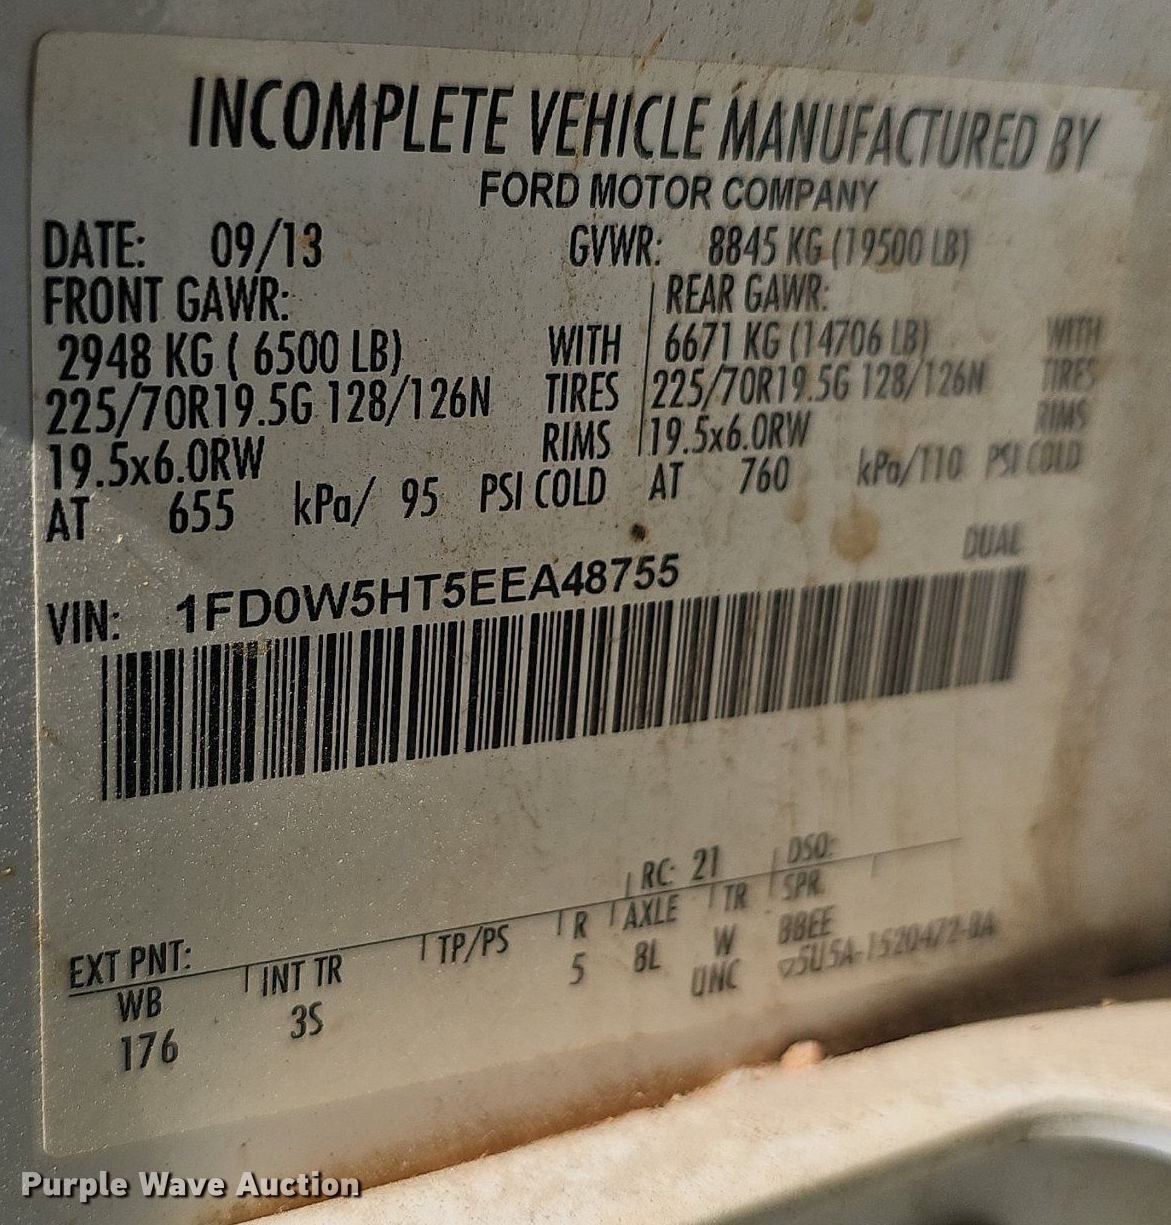 INCOMPLETE VEHICLE MANUFACTURED BY
FORD MOTOR COMPANY
DATE: 09/13 GVWR: 8845 KG (19500 LB)
FRONT GAWR: REAR GAWR:
2948 KG ( 6500 LB) WITH 6671 KG (14706 LB) WITH
225/70R19.5G 128/126N TIRES 225/70R19.5G 128/126N TIRES
19.5x6.0RW RIMS 19.5x6.0RW RIMS
AT 655 kPa/ 95 PSI COLD AT 760 kPa/110 PSI COLD
DUAL
VIN: 1FD0W5HT5EEA48755
EXT PNT: RC: 21 DSO:
WB INT TR TP/PS R AXLE TR SPR
176 3S 5 8L W BBEE
UNC
Purple Wave Auction